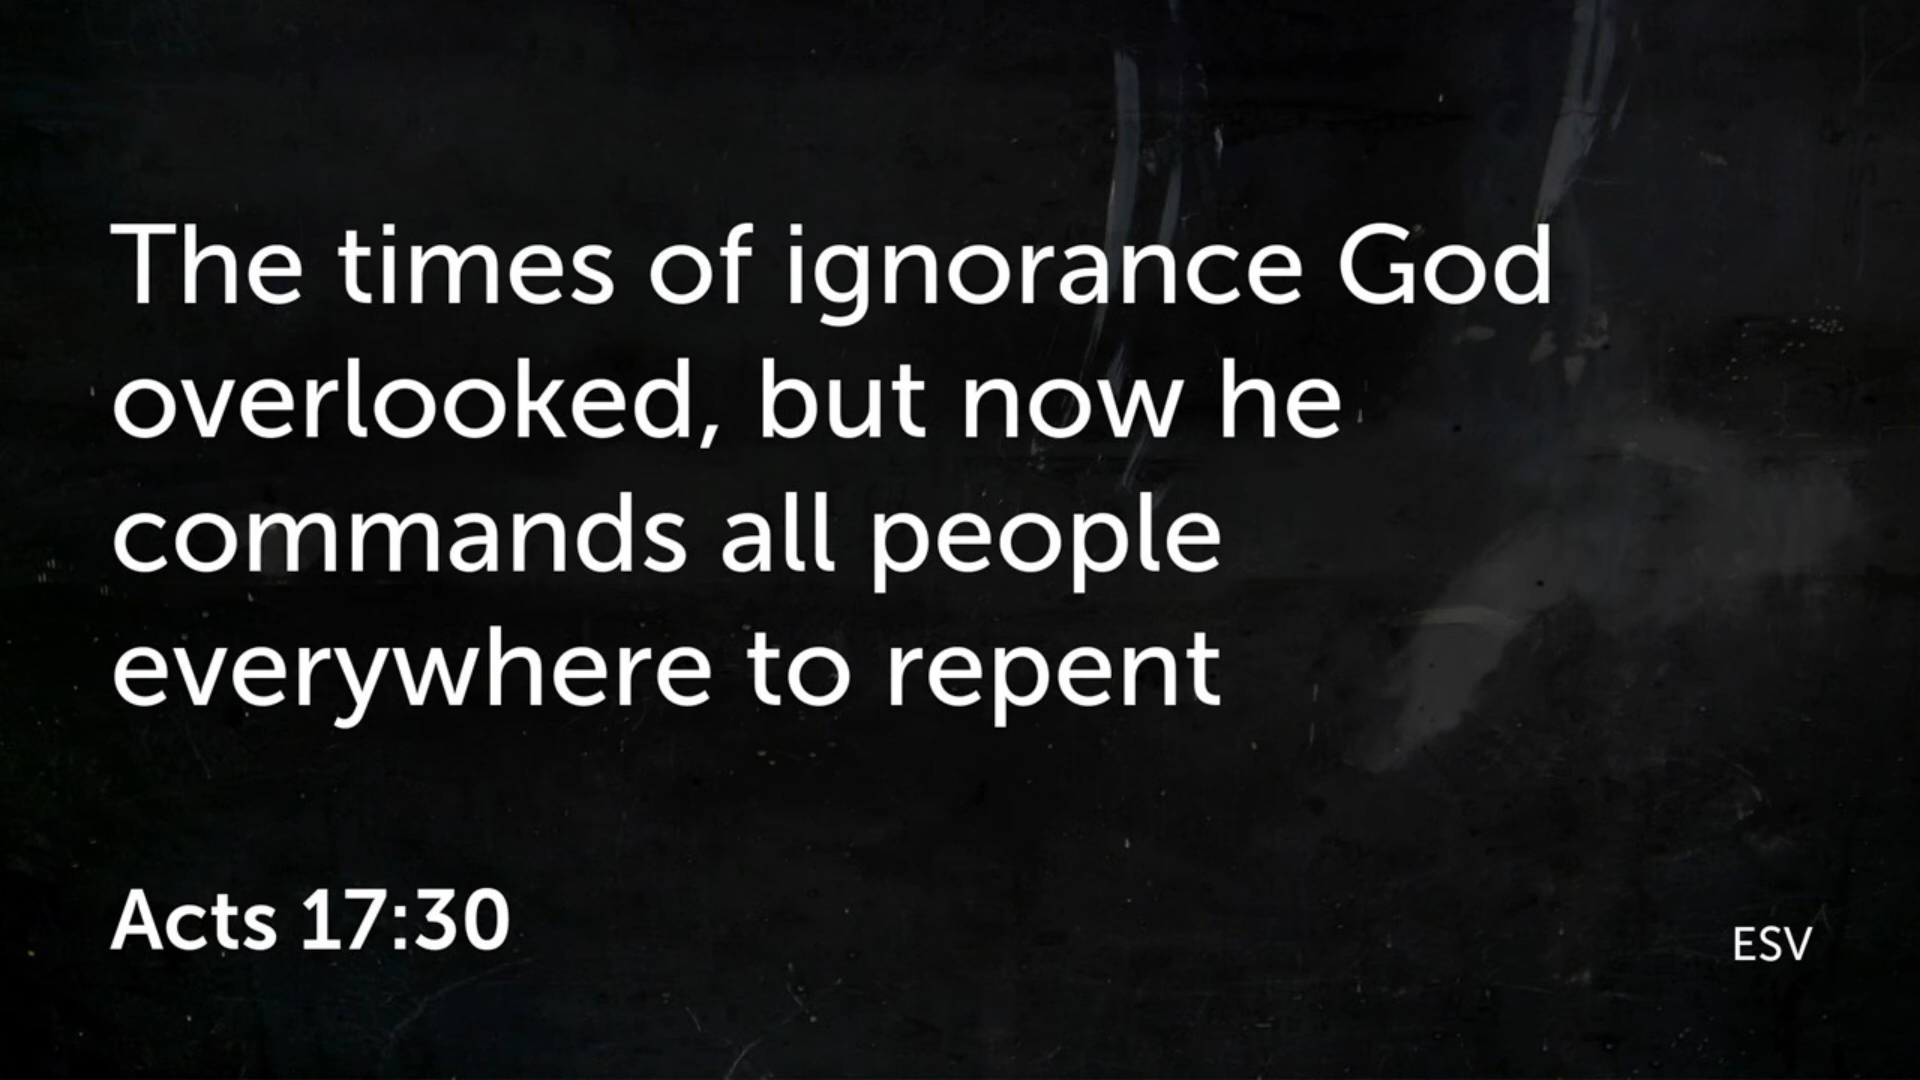 The times of ignorance God
overlooked, but now he
commands all people
everywhere to repent
Acts 17:30
ESV